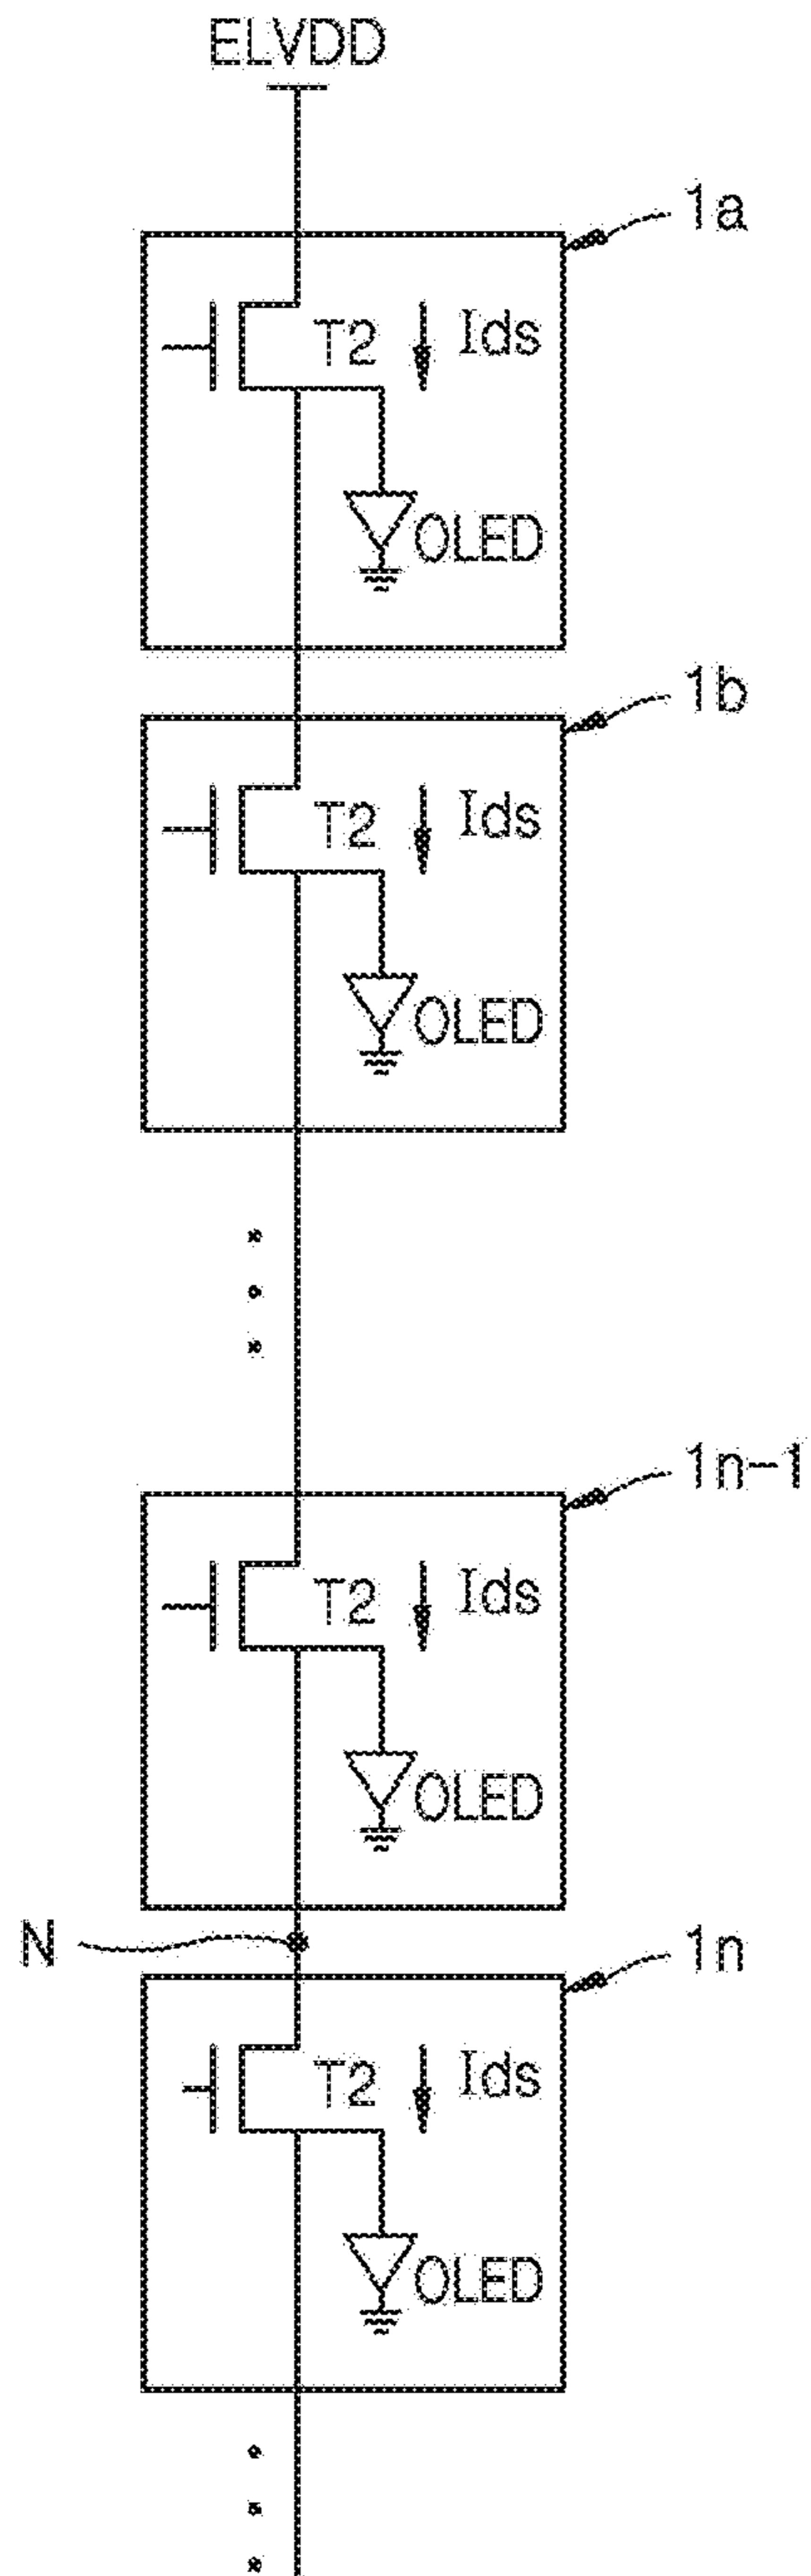 ELVDD
1a
T2 Ids
OLED
1b
T2 Ids
OLED
1n-1
T2 Ids
OLED
N
1n
T2 Ids
OLED